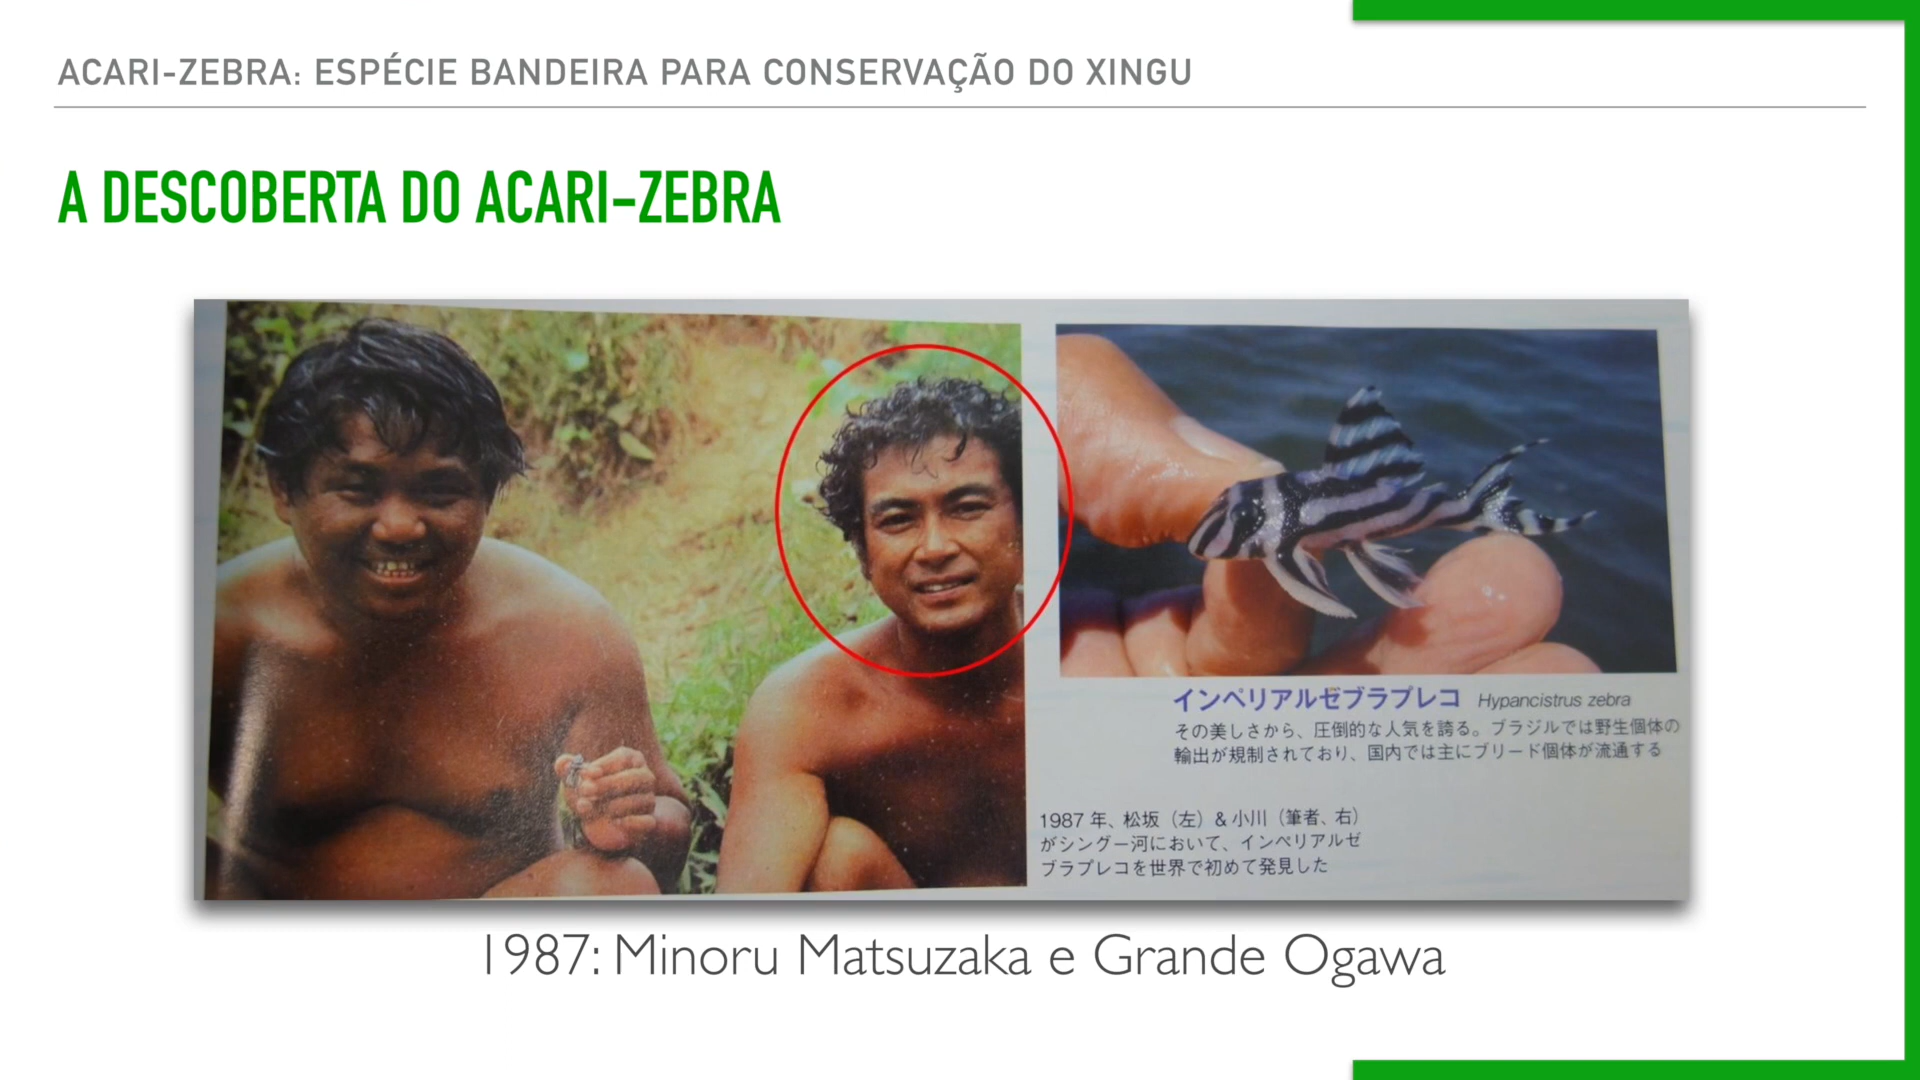 ACARI-ZEBRA: ESPÉCIE BANDEIRA PARA CONSERVAÇÃO DO XINGU
A DESCOBERTA DO ACARI-ZEBRA
インペリアルゼブラプレコ Hypancistrus zebra
その美しさから、圧倒的な人気を誇る。ブラジルでは野生個体の
輸出が規制されており、国内では主にブリード個体が流通する
1987年、松坂（左）＆小川（筆者、右）
がシングー河において、インペリアルゼ
ブラプレコを世界で初めて発見した
1987: Minoru Matsuzaka e Grande Ogawa